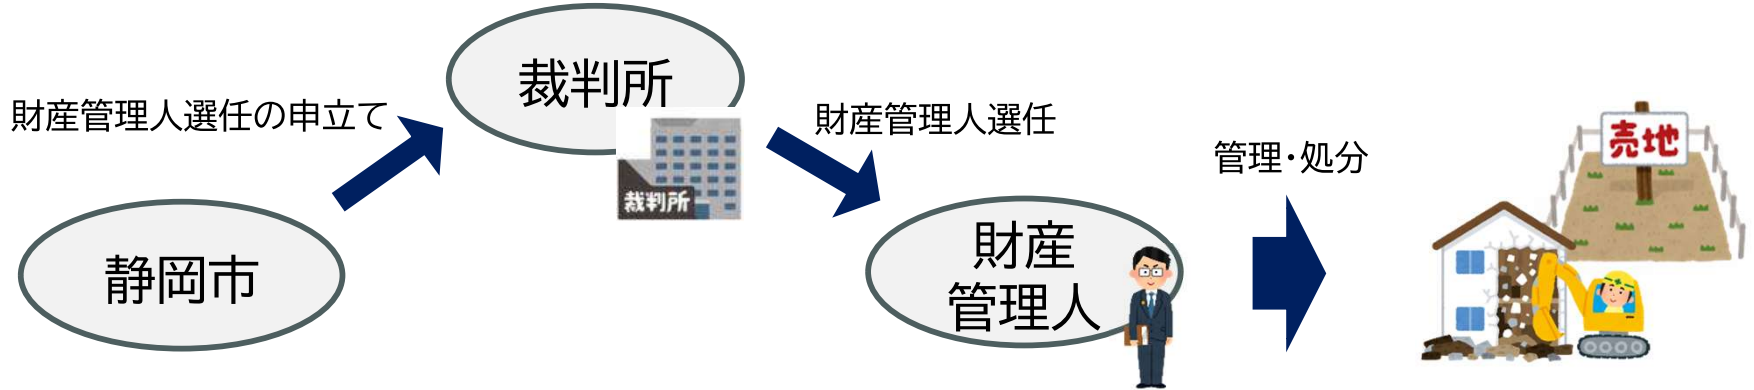 財産管理人選任の申立て
裁判所
裁判所
財産管理人選任
管理・処分
売地
静岡市
財産
管理人